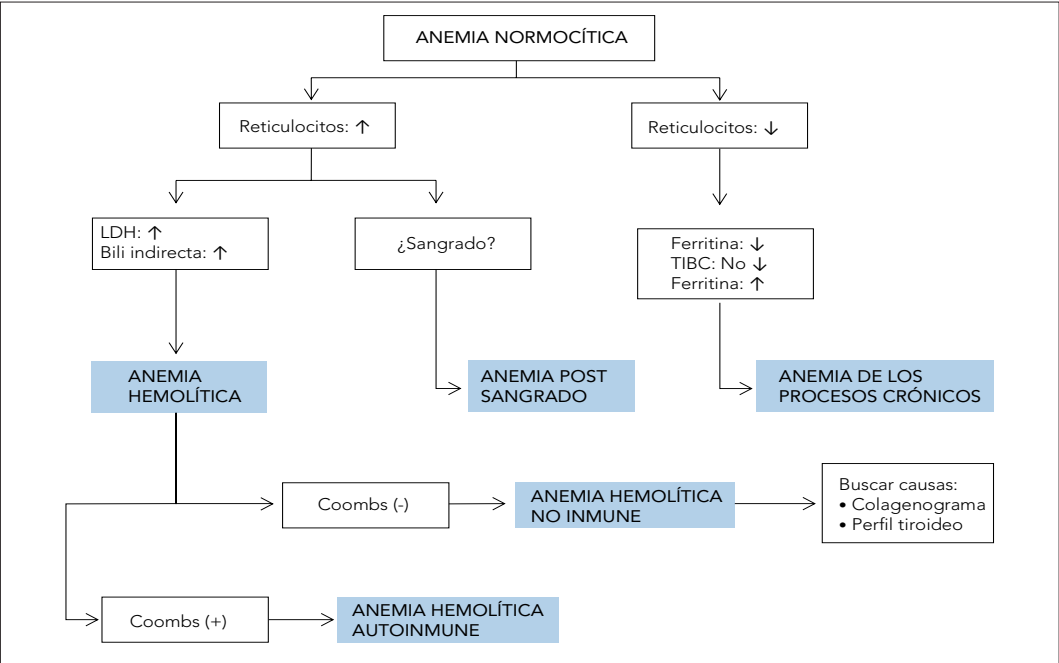 ANEMIA NORMOCÍTICA
Reticulocitos: ↑
Reticulocitos: ↓
LDH: ↑
Bili indirecta: ↑
¿Sangrado?
Ferritina: ↓
TIBC: No ↓
Ferritina: ↑
ANEMIA
HEMOLÍTICA
ANEMIA POST
SANGRADO
ANEMIA DE LOS
PROCESOS CRÓNICOS
Coombs (-)
ANEMIA HEMOLÍTICA
NO INMUNE
Buscar causas:
• Colagenograma
• Perfil tiroideo
Coombs (+)
ANEMIA HEMOLÍTICA
AUTOINMUNE